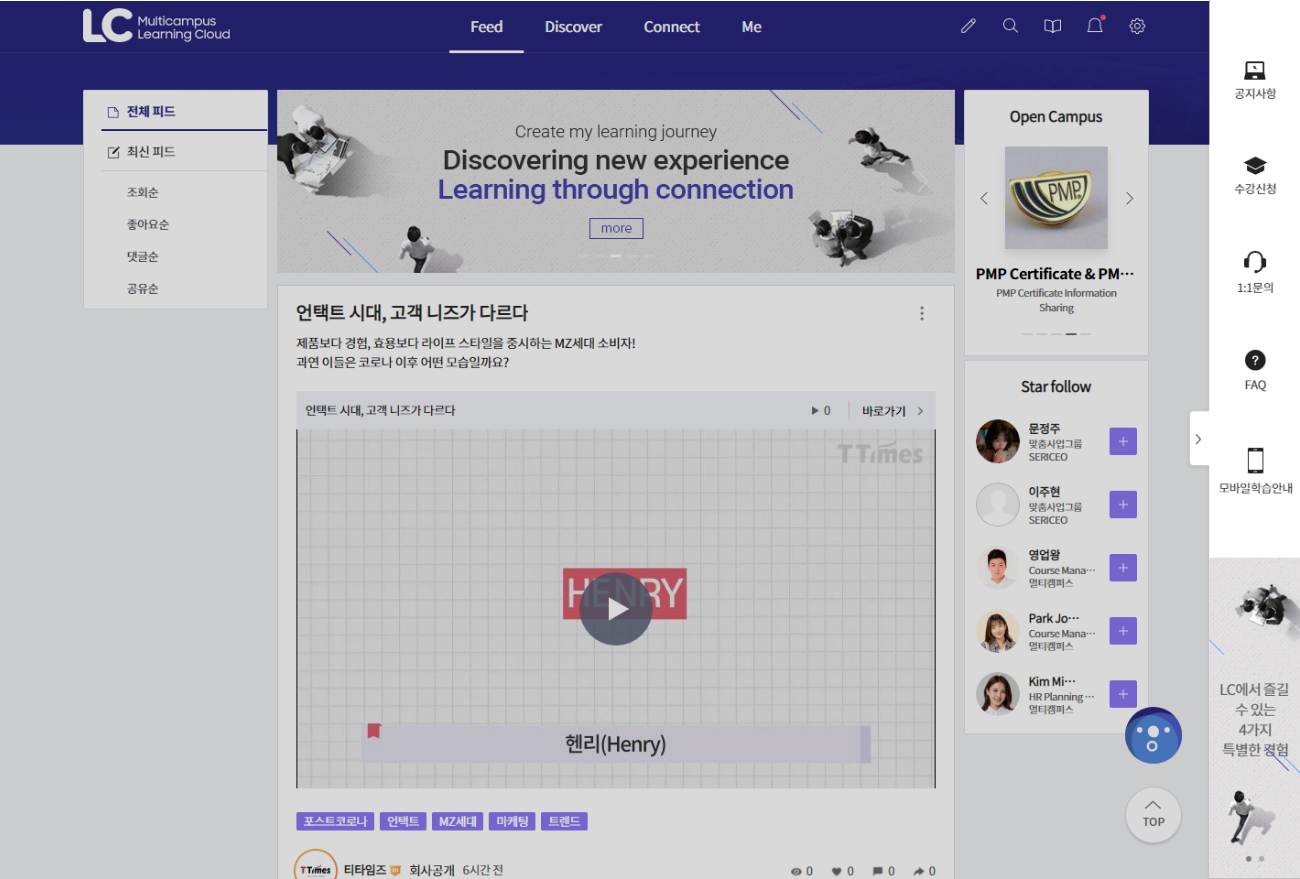 LC Multicampus
Learning Cloud
Feed
Discover
Connect
Me
전체 피드
최신 피드
조회순
좋아요순
댓글순
공유순
Create my learning journey
Discovering new experience
Learning through connection
more
언택트 시대, 고객 니즈가 다르다
제품보다 경험, 효용보다 라이프 스타일을 중시하는 MZ세대 소비자!
과연 이들은 코로나 이후 어떤 모습일까요?
언택트 시대, 고객 니즈가 다르다
0
바로가기
TTimes
HENRY
헨리(Henry)
포스트코로나
언택트
MZ세대
마케팅
트렌드
TTimes
티타임즈
회사공개
6시간 전
0
0
0
0
Open Campus
PMP
PMP Certificate & PM···
PMP Certificate Information
Sharing
Star follow
문정주
맞춤사업그룹
SERICEO
이주현
맞춤사업그룹
SERICEO
영업왕
Course Mana···
멀티캠퍼스
Park Jo···
Course Mana···
멀티캠퍼스
Kim Mi···
HR Planning ···
멀티캠퍼스
TOP
공지사항
수강신청
1:1문의
FAQ
모바일학습안내
LC에서 즐길
수 있는
4가지
특별한 경험